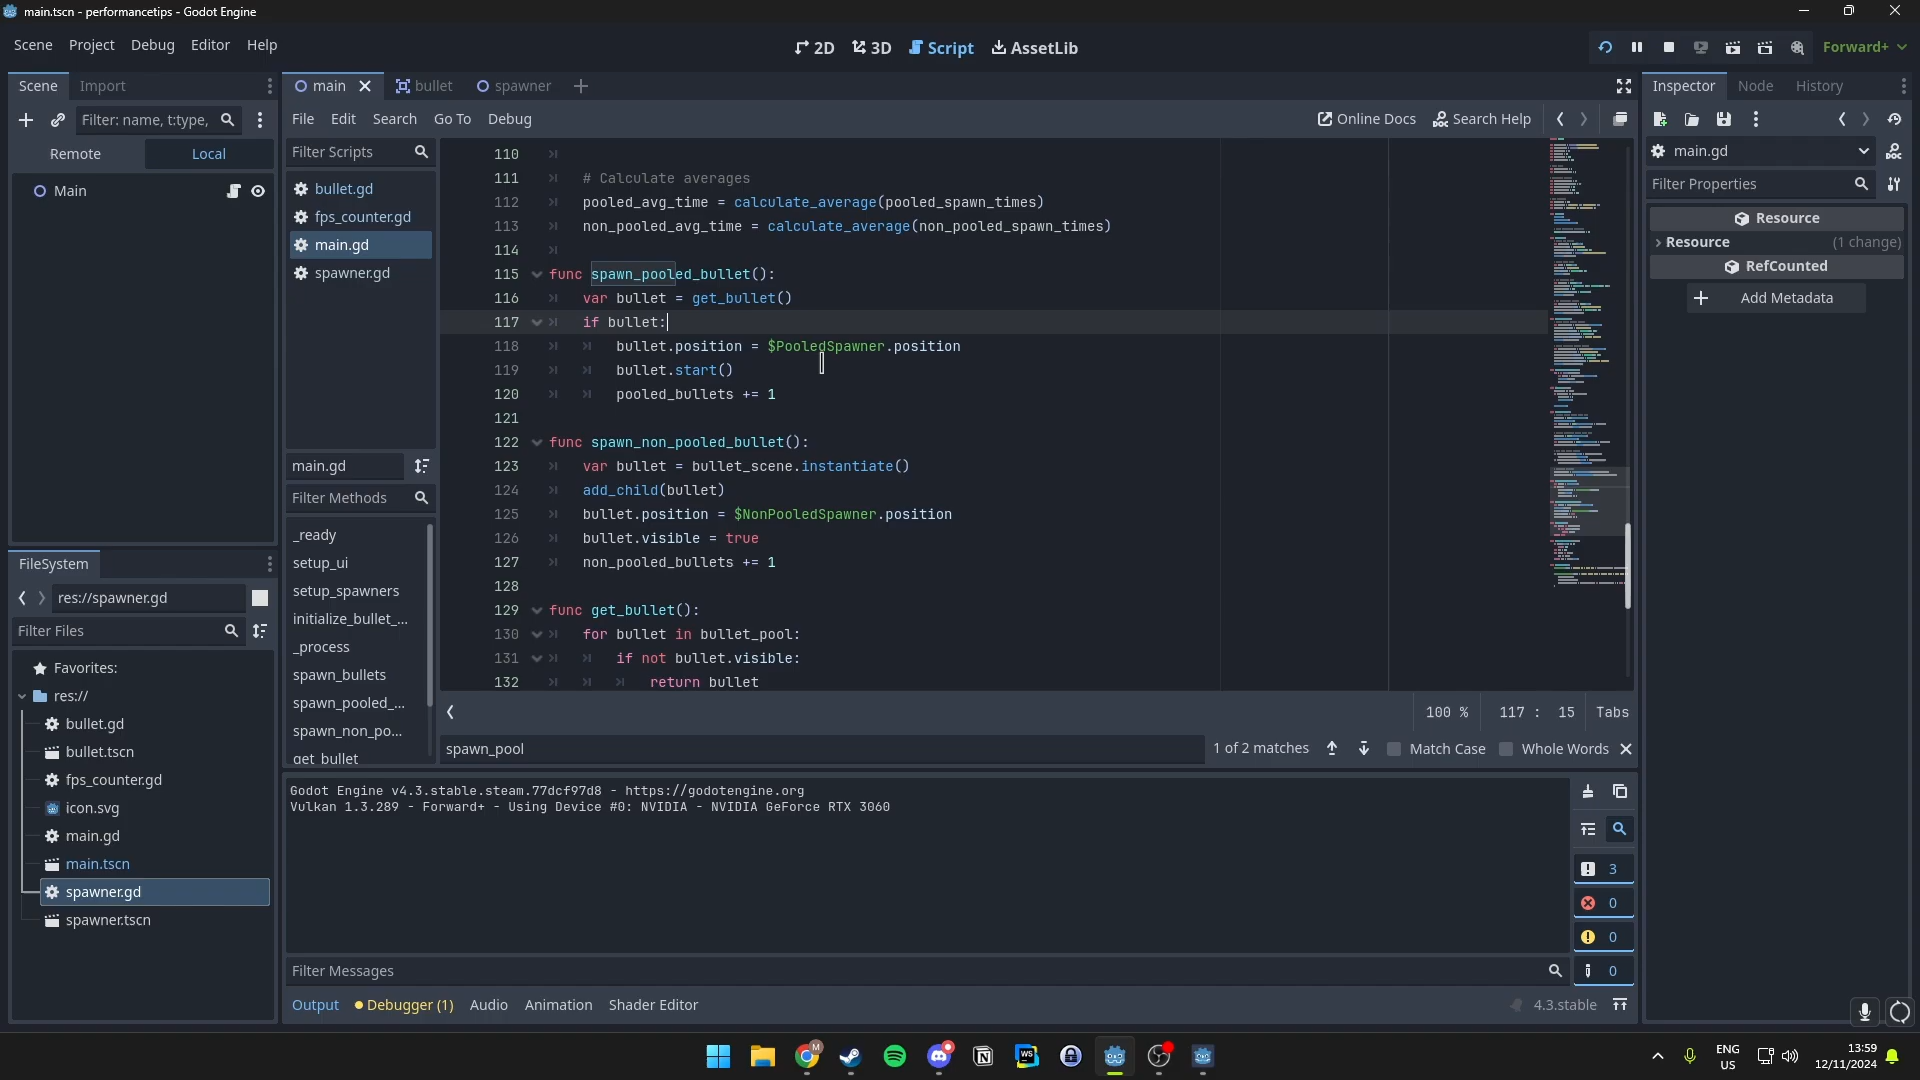 main.tscn - performancetips - Godot Engine
Scene Project Debug Editor Help
2D 3D Script AssetLib
Forward+
Scene Import
main bullet spawner
Inspector Node History
Filter: name, t:type,
File Edit Search Go To Debug
Online Docs Search Help
Remote Local
Filter Scripts
main.gd
Main
bullet.gd
fps_counter.gd
main.gd
spawner.gd
Filter Properties
Resource
Resource (1 change)
RefCounted
Add Metadata
110
111 # Calculate averages
112 pooled_avg_time = calculate_average(pooled_spawn_times)
113 non_pooled_avg_time = calculate_average(non_pooled_spawn_times)
114
115 func spawn_pooled_bullet():
116 var bullet = get_bullet()
117 if bullet:
118 bullet.position = $PooledSpawner.position
119 bullet.start()
120 pooled_bullets += 1
121
122 func spawn_non_pooled_bullet():
123 var bullet = bullet_scene.instantiate()
124 add_child(bullet)
125 bullet.position = $NonPooledSpawner.position
126 bullet.visible = true
127 non_pooled_bullets += 1
128
129 func get_bullet():
130 for bullet in bullet_pool:
131 if not bullet.visible:
132 return bullet
main.gd
Filter Methods
_ready
setup_ui
setup_spawners
initialize_bullet_...
_process
spawn_bullets
spawn_pooled_...
spawn_non_po...
get_bullet
100 % 117 : 15 Tabs
spawn_pool
1 of 2 matches Match Case Whole Words
FileSystem
res://spawner.gd
Filter Files
Favorites:
res://
bullet.gd
bullet.tscn
fps_counter.gd
icon.svg
main.gd
main.tscn
spawner.gd
spawner.tscn
Godot Engine v4.3.stable.steam.77dcf97d8 - https://godotengine.org
Vulkan 1.3.289 - Forward+ - Using Device #0: NVIDIA - NVIDIA GeForce RTX 3060
3
0
0
0
Filter Messages
Output Debugger (1) Audio Animation Shader Editor
4.3.stable
M
WS
ENG
US
13:59
12/11/2024